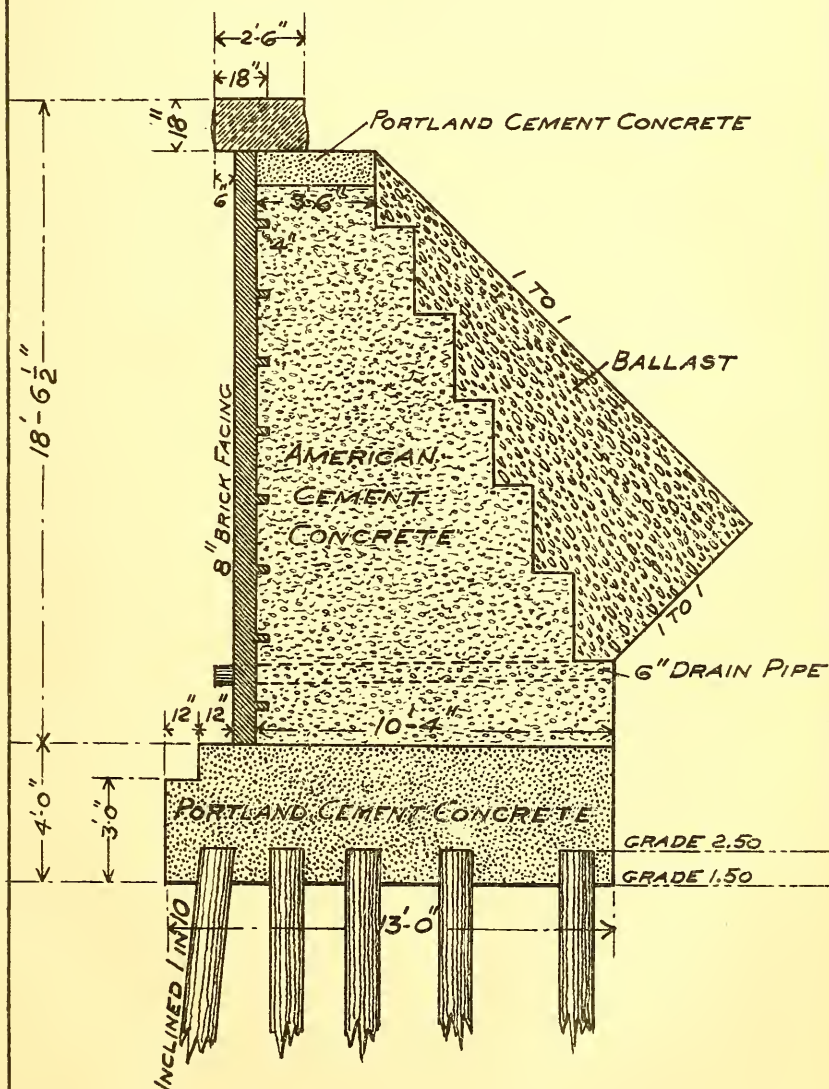 2'-6"
18"
18"
PORTLAND CEMENT CONCRETE
6"
3'-6"
4"
1 TO 1
BALLAST
18'-6 1/2"
8" BRICK FACING
AMERICAN
CEMENT
CONCRETE
1 TO 1
6" DRAIN PIPE
12" 12"
10'-4"
4'-0"
3'-0"
PORTLAND CEMENT CONCRETE
GRADE 2.50
GRADE 1.50
13'-0"
INCLINED 1 IN 10